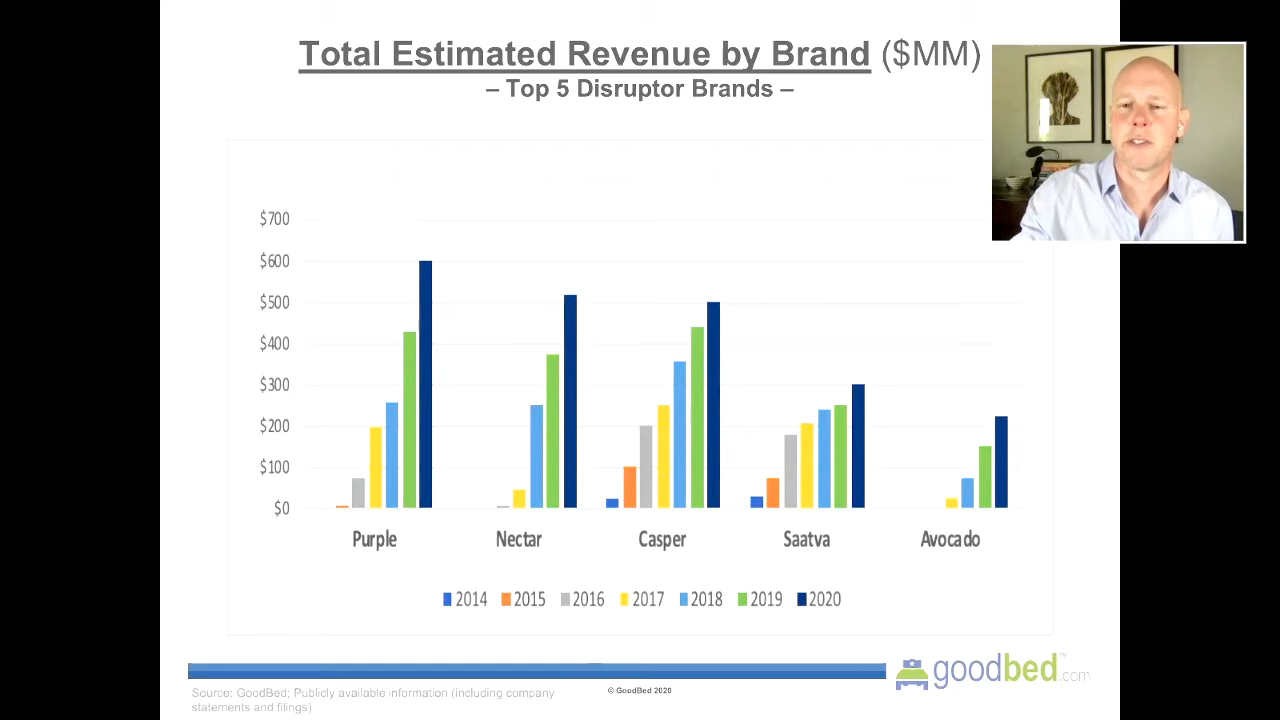 Total Estimated Revenue by Brand ($MM)
– Top 5 Disruptor Brands –
$700
$600
$500
$400
$300
$200
$100
$0
Purple Nectar Casper Saatva Avocado
2014 2015 2016 2017 2018 2019 2020
goodbed.com™
Source: GoodBed; Publicly available information (including company
statements and filings)
© GoodBed 2020